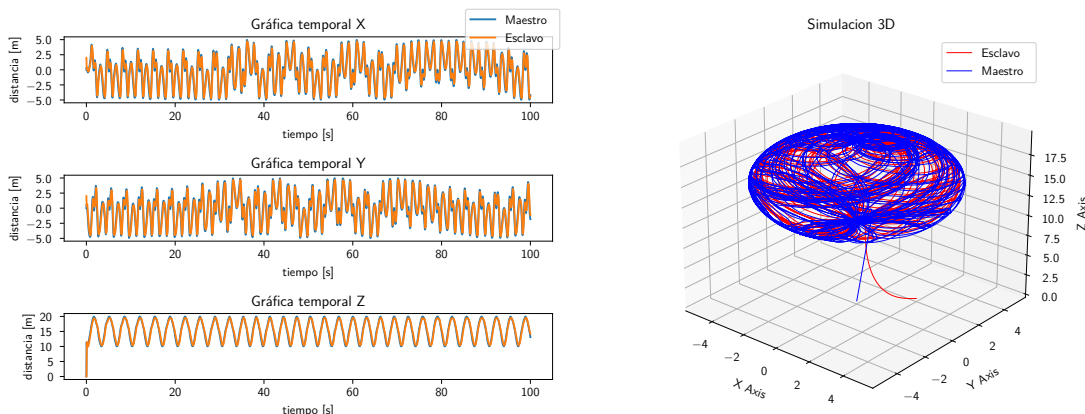 Gráfica temporal X
Maestro
Esclavo
distancia [m]
5.0
2.5
0.0
−2.5
−5.0
0 20 40 60 80 100
tiempo [s]
Gráfica temporal Y
distancia [m]
5.0
2.5
0.0
−2.5
−5.0
0 20 40 60 80 100
tiempo [s]
Gráfica temporal Z
distancia [m]
20
15
10
5
0
0 20 40 60 80 100
tiempo [s]
Simulacion 3D
Esclavo
Maestro
17.5
15.0
12.5
10.0
7.5
5.0
2.5
0.0
Z Axis
−4 −2 0 2 4
X Axis
−4 −2 0 2 4
Y Axis